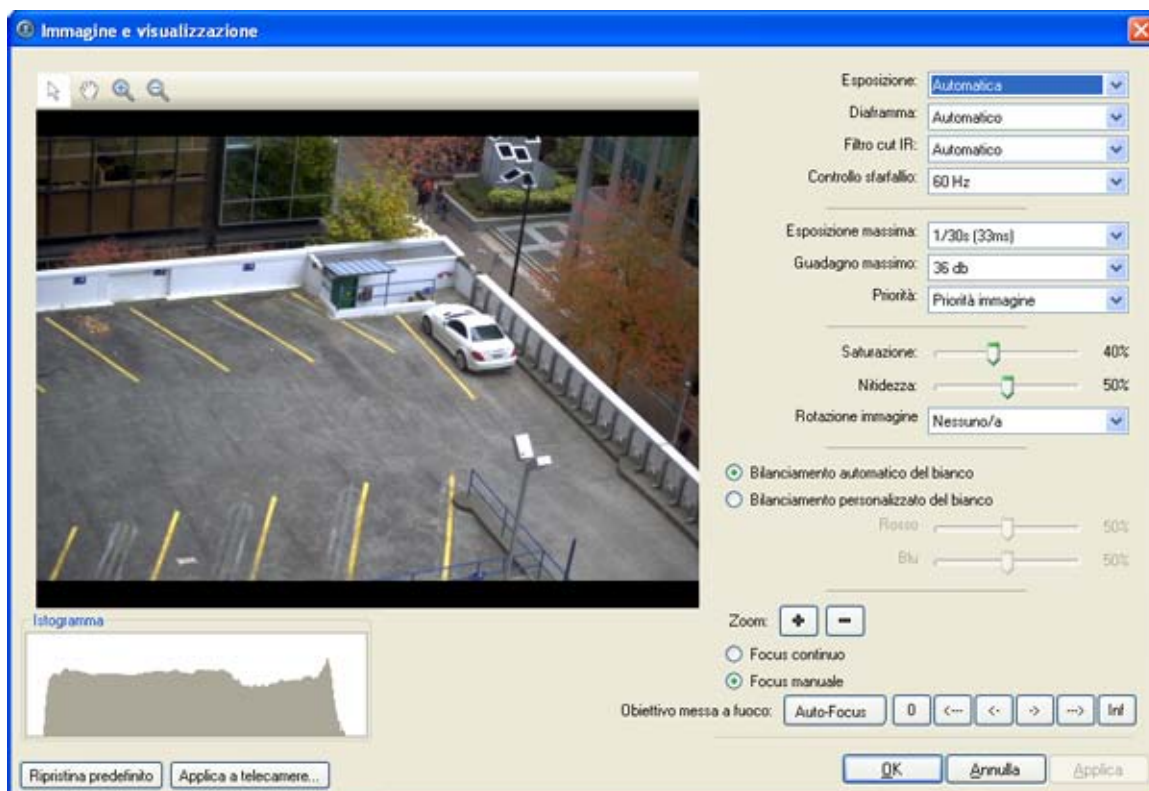 Immagine e visualizzazione
Esposizione: Automatica
Diaframma: Automatico
Filtro cut IR: Automatico
Controllo sfarfallio: 60 Hz
Esposizione massima: 1/30s (33ms)
Guadagno massimo: 36 db
Priorità: Priorità immagine
Saturazione: 40%
Nitidezza: 50%
Rotazione immagine Nessuno/a
Bilanciamento automatico del bianco
Bilanciamento personalizzato del bianco
Rosso 50%
Blu 50%
Zoom: + -
Focus continuo
Focus manuale
Obiettivo messa a fuoco: Auto-Focus 0 <--- <- -> ---> Inf
Istogramma
Ripristina predefinito Applica a telecamere...
OK Annulla Applica